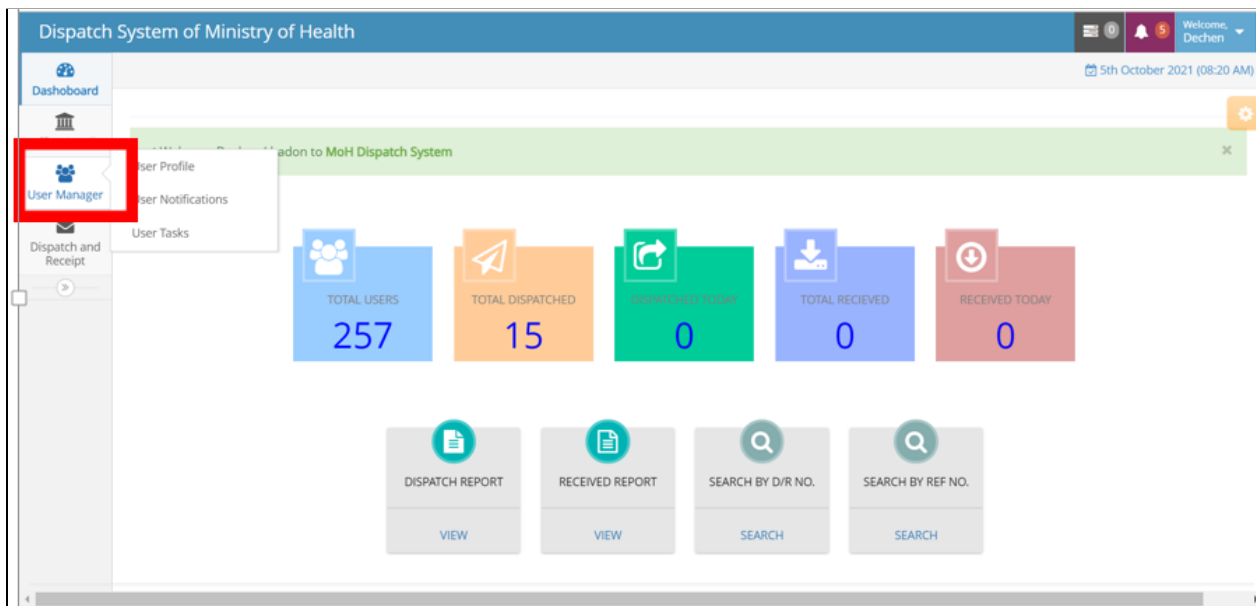 Dispatch System of Ministry of Health
0
5
Welcome,
Dechen
Dashoboard
5th October 2021 (08:20 AM)
adon to MoH Dispatch System
×
User Manager
User Profile
User Notifications
User Tasks
Dispatch and
Receipt
TOTAL USERS
257
TOTAL DISPATCHED
15
DISPATCHED TODAY
0
TOTAL RECIEVED
0
RECEIVED TODAY
0
DISPATCH REPORT
VIEW
RECEIVED REPORT
VIEW
SEARCH BY D/R NO.
SEARCH
SEARCH BY REF NO.
SEARCH